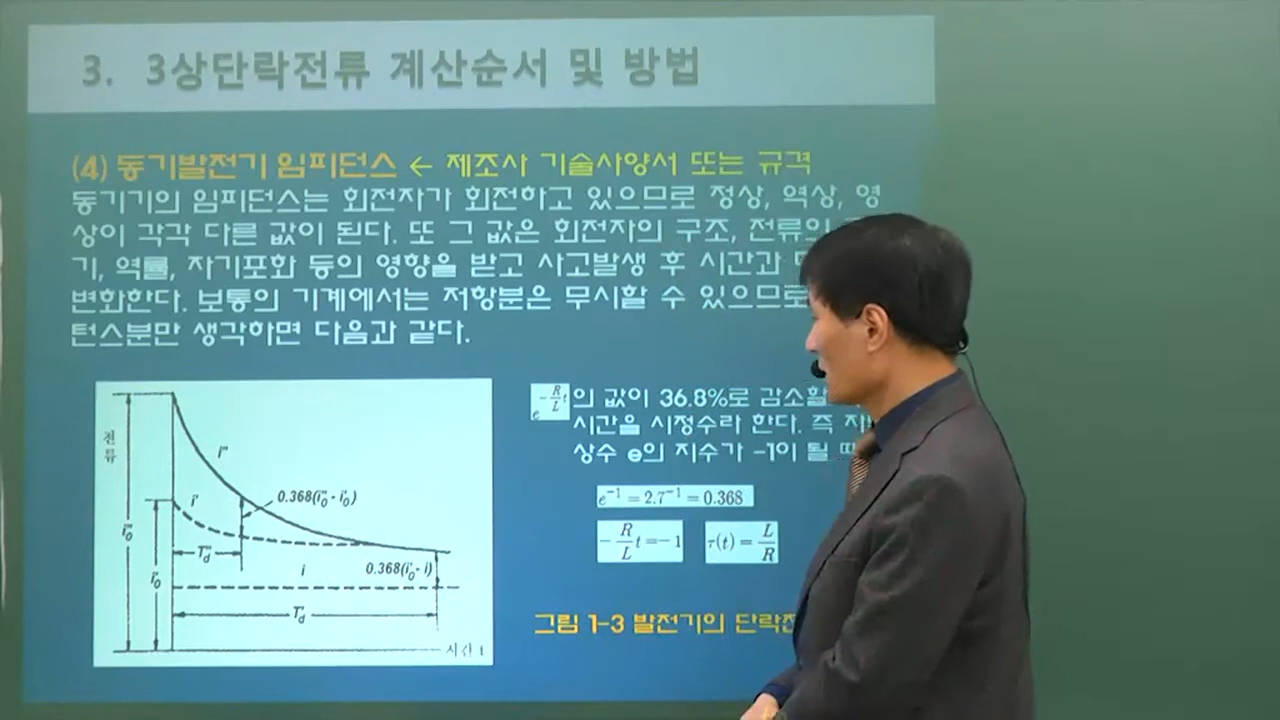 3. 3상단락전류 계산순서 및 방법
(4) 동기발전기 임피던스 ← 제조사 기술사양서 또는 규격
동기기의 임피던스는 회전자가 회전하고 있으므로 정상, 역상, 영
상이 각각 다른 값이 된다. 또 그 값은 회전자의 구조, 전류의
기, 역률, 자기포화 등의 영향을 받고 사고발생 후 시간과
변화한다. 보통의 기계에서는 저항분은 무시할 수 있으므로
턴스분만 생각하면 다음과 같다.
전류
i''
i'
0.368(i''₀ - i'₀)
i''₀
T''d
i'₀
i
0.368(i'₀ - i)
T'd
시간 t
e^{-\frac{R}{L}t}의 값이 36.8%로 감소할
시간을 시정수라 한다. 즉
상수 e의 지수가 -1이 될
e⁻¹ = 2.7⁻¹ = 0.368
-\frac{R}{L}t = -1
τ(t) = \frac{L}{R}
그림 1-3 발전기의 단락